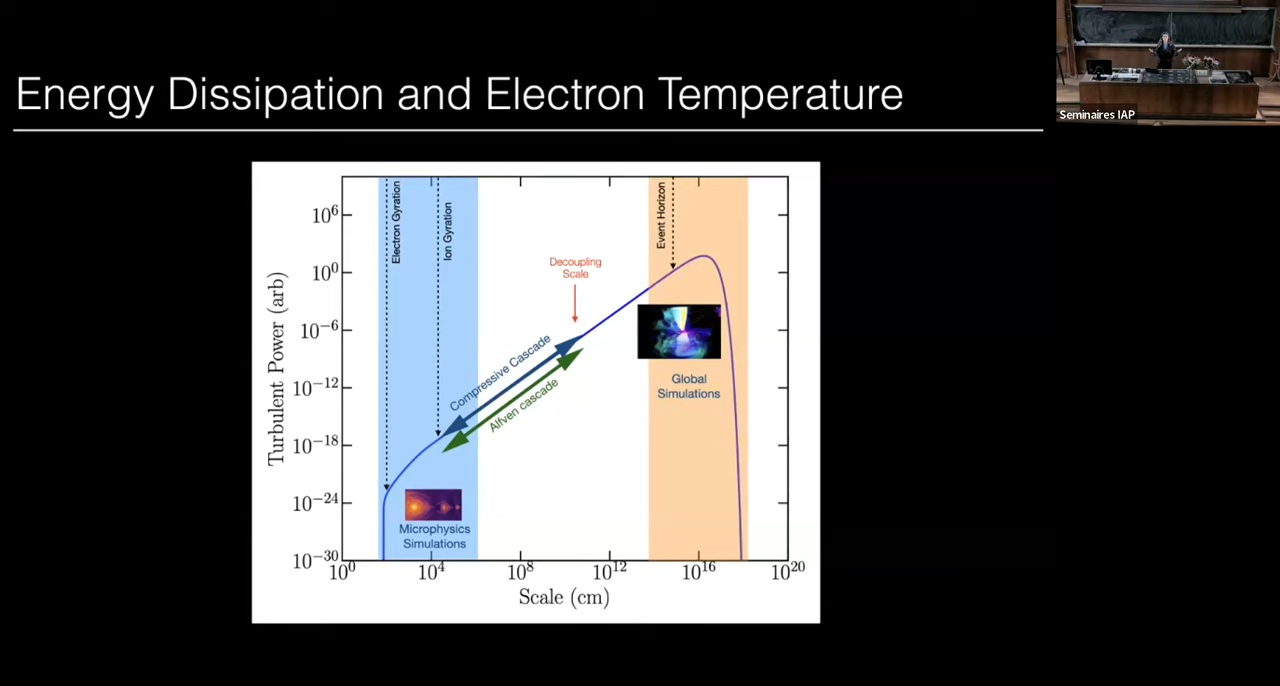 Energy Dissipation and Electron Temperature
Seminaires IAP
Turbulent Power (arb)
10^6
10^0
10^-6
10^-12
10^-18
10^-24
10^-30
Electron Gyration
Ion Gyration
Event Horizon
Decoupling
Scale
Compressive Cascade
Alfven cascade
Global
Simulations
Microphysics
Simulations
10^0 10^4 10^8 10^12 10^16 10^20
Scale (cm)